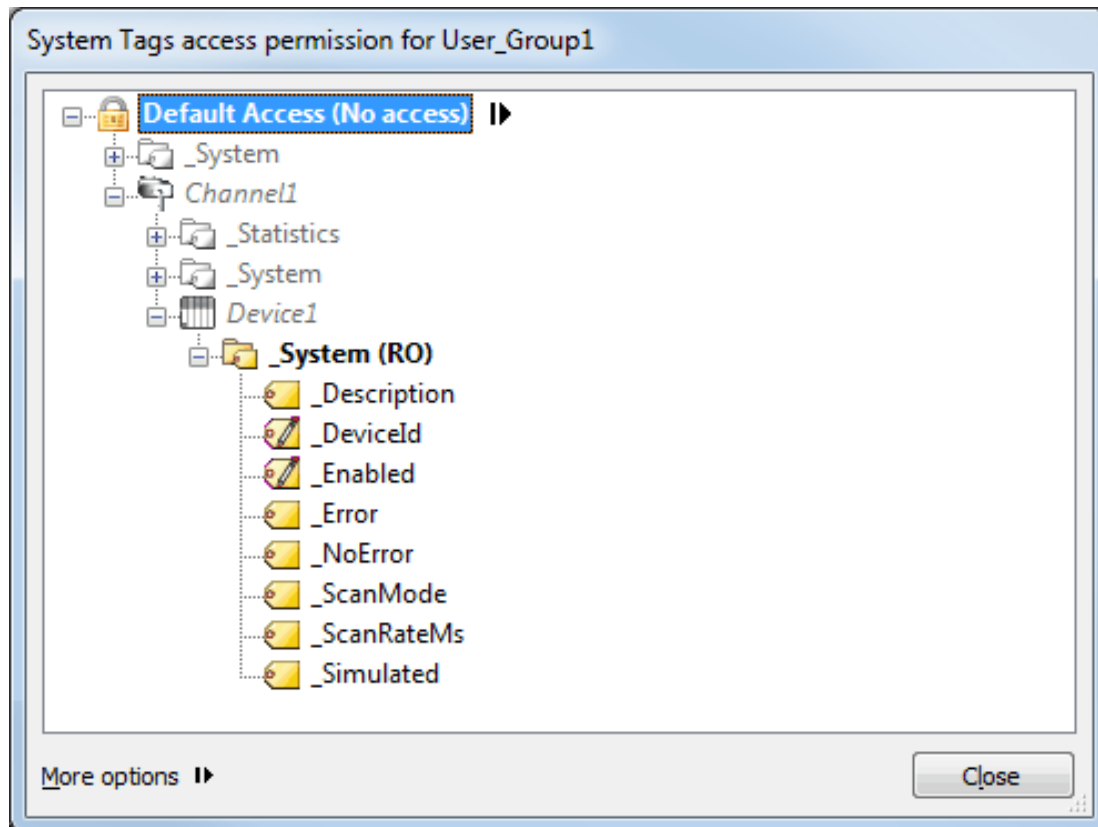 System Tags access permission for User_Group1
Default Access (No access)
_System
Channel1
_Statistics
_System
Device1
_System (RO)
_Description
_DeviceId
_Enabled
_Error
_NoError
_ScanMode
_ScanRateMs
_Simulated
More options
Close